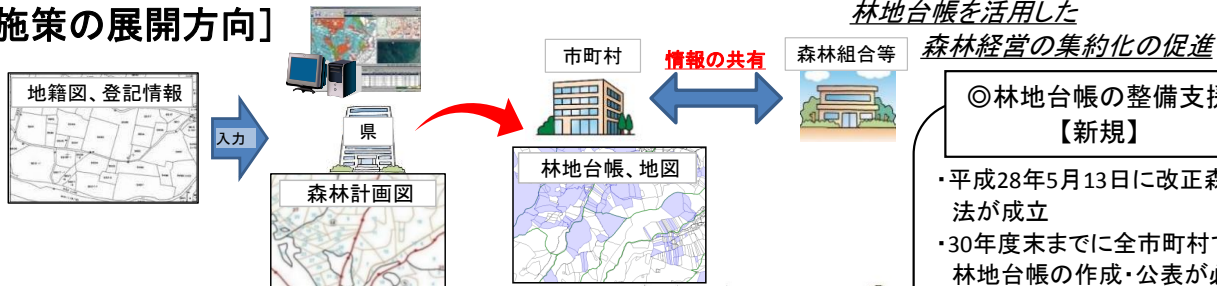 施策の展開方向]
林地台帳を活用した
森林経営の集約化の促進
地籍図、登記情報
入力
県
森林計画図
市町村
情報の共有
森林組合等
林地台帳、地図
◎林地台帳の整備支援
【新規】
・平成28年5月13日に改正森
法が成立
・30年度末までに全市町村で
林地台帳の作成・公表が必